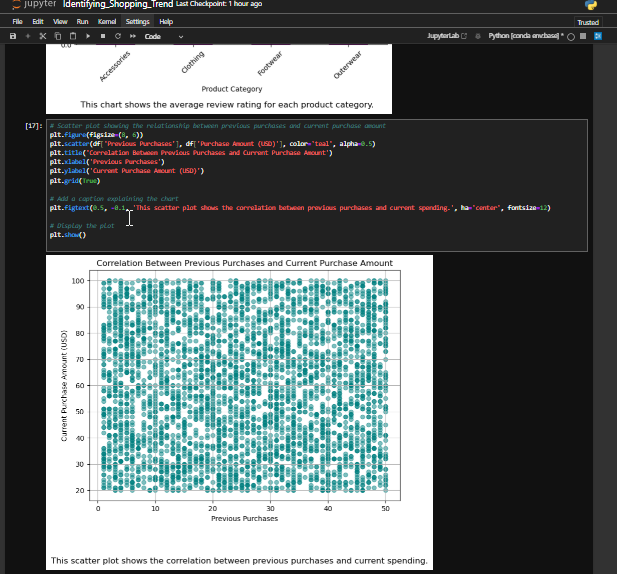 jupyter Identifying_Shopping_Trend Last Checkpoint: 1 hour ago
File Edit View Run Kernel Settings Help
Trusted
Code
JupyterLab
Python [conda env:base] *
0.0
Accessories
Clothing
Footwear
Outerwear
Product Category
This chart shows the average review rating for each product category.
[17]:
# Scatter plot showing the relationship between previous purchases and current purchase amount
plt.figure(figsize=(8, 6))
plt.scatter(df['Previous Purchases'], df['Purchase Amount (USD)'], color='teal', alpha=0.5)
plt.title('Correlation Between Previous Purchases and Current Purchase Amount')
plt.xlabel('Previous Purchases')
plt.ylabel('Current Purchase Amount (USD)')
plt.grid(True)
# Add a caption explaining the chart
plt.figtext(0.5, -0.1, 'This scatter plot shows the correlation between previous purchases and current spending.', ha='center', fontsize=12)
# Display the plot
plt.show()
Correlation Between Previous Purchases and Current Purchase Amount
100
90
80
70
60
50
40
30
20
Current Purchase Amount (USD)
0 10 20 30 40 50
Previous Purchases
This scatter plot shows the correlation between previous purchases and current spending.